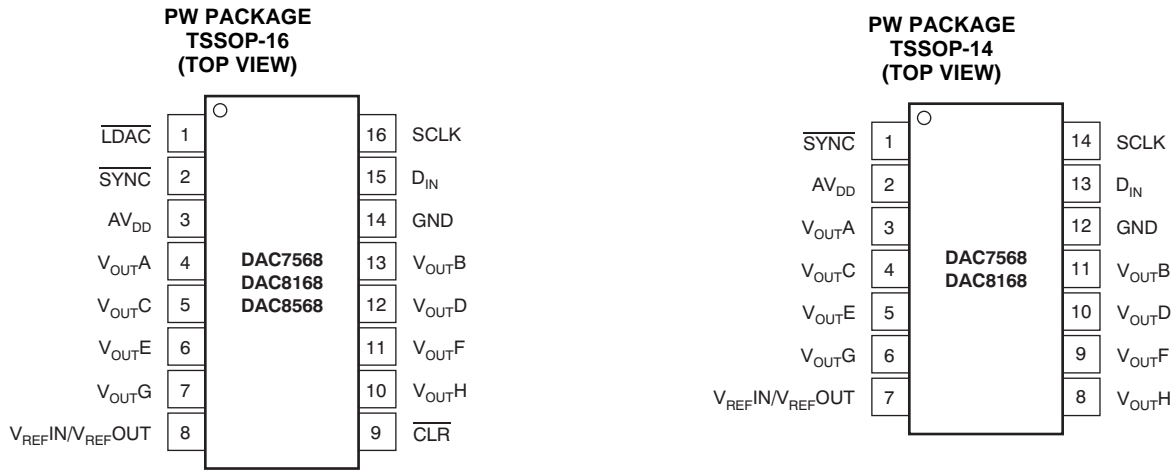 PW PACKAGE
TSSOP-16
(TOP VIEW)
LDAC 1 16 SCLK
SYNC 2 15 DIN
AVDD 3 14 GND
VOUTA 4 13 VOUTB
VOUTC 5 12 VOUTD
VOUTE 6 11 VOUTF
VOUTG 7 10 VOUTH
VREFIN/VREFOUT 8 9 CLR
DAC7568
DAC8168
DAC8568
PW PACKAGE
TSSOP-14
(TOP VIEW)
SYNC 1 14 SCLK
AVDD 2 13 DIN
VOUTA 3 12 GND
VOUTC 4 11 VOUTB
VOUTE 5 10 VOUTD
VOUTG 6 9 VOUTF
VREFIN/VREFOUT 7 8 VOUTH
DAC7568
DAC8168